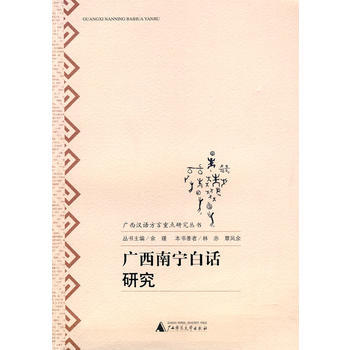 GUANGXI NANNING BAIHUA YANJIU
广西汉语方言重点研究丛书
丛书主编/余瑾 本书著者/林亦 覃凤余
广西南宁白话
研究
广西师范大学出版社